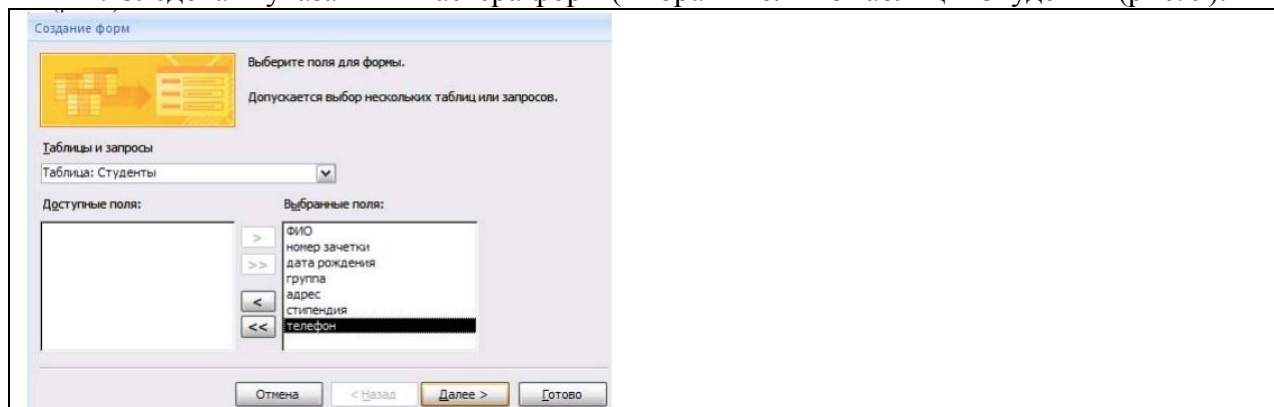 Создание форм
Выберите поля для формы.
Допускается выбор нескольких таблиц или запросов.
Таблицы и запросы
Таблица: Студенты
Доступные поля:
Выбранные поля:
>
>>
<
<<
ФИО
номер зачетки
дата рождения
группа
адрес
стипендия
телефон
Отмена
< Назад
Далее >
Готово